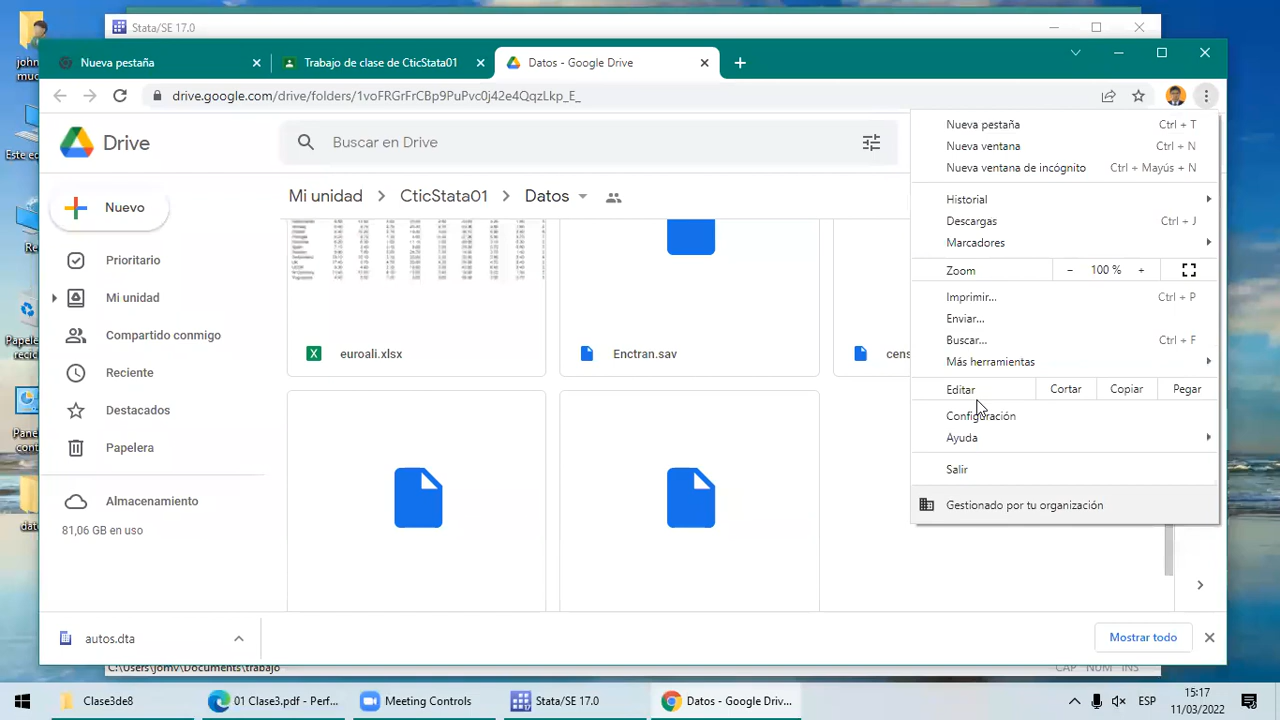 Stata/SE 17.0
Nueva pestaña
Trabajo de clase de CticStata01
Datos - Google Drive
drive.google.com/drive/folders/1voFRGrFrCBp9PuPvc0j42e4QqzLkp_E_
Drive
Buscar en Drive
Nuevo
Mi unidad
CticStata01
Datos
Prioritario
Mi unidad
Compartido conmigo
Reciente
Destacados
Papelera
Almacenamiento
81,06 GB en uso
euroali.xlsx
Enctran.sav
cens
Nueva pestaña Ctrl + T
Nueva ventana Ctrl + N
Nueva ventana de incógnito Ctrl + Mayús + N
Historial
Descargas Ctrl + J
Marcadores
Zoom - 100 % +
Imprimir... Ctrl + P
Enviar...
Buscar... Ctrl + F
Más herramientas
Editar Cortar Copiar Pegar
Configuración
Ayuda
Salir
Gestionado por tu organización
autos.dta
Mostrar todo
C:\Users\jomv\Documents\trabajo
CAP NUM INS
Clase3de8
01 Clase3.pdf - Perf...
Meeting Controls
Stata/SE 17.0
Datos - Google Driv...
ESP
15:17
11/03/2022